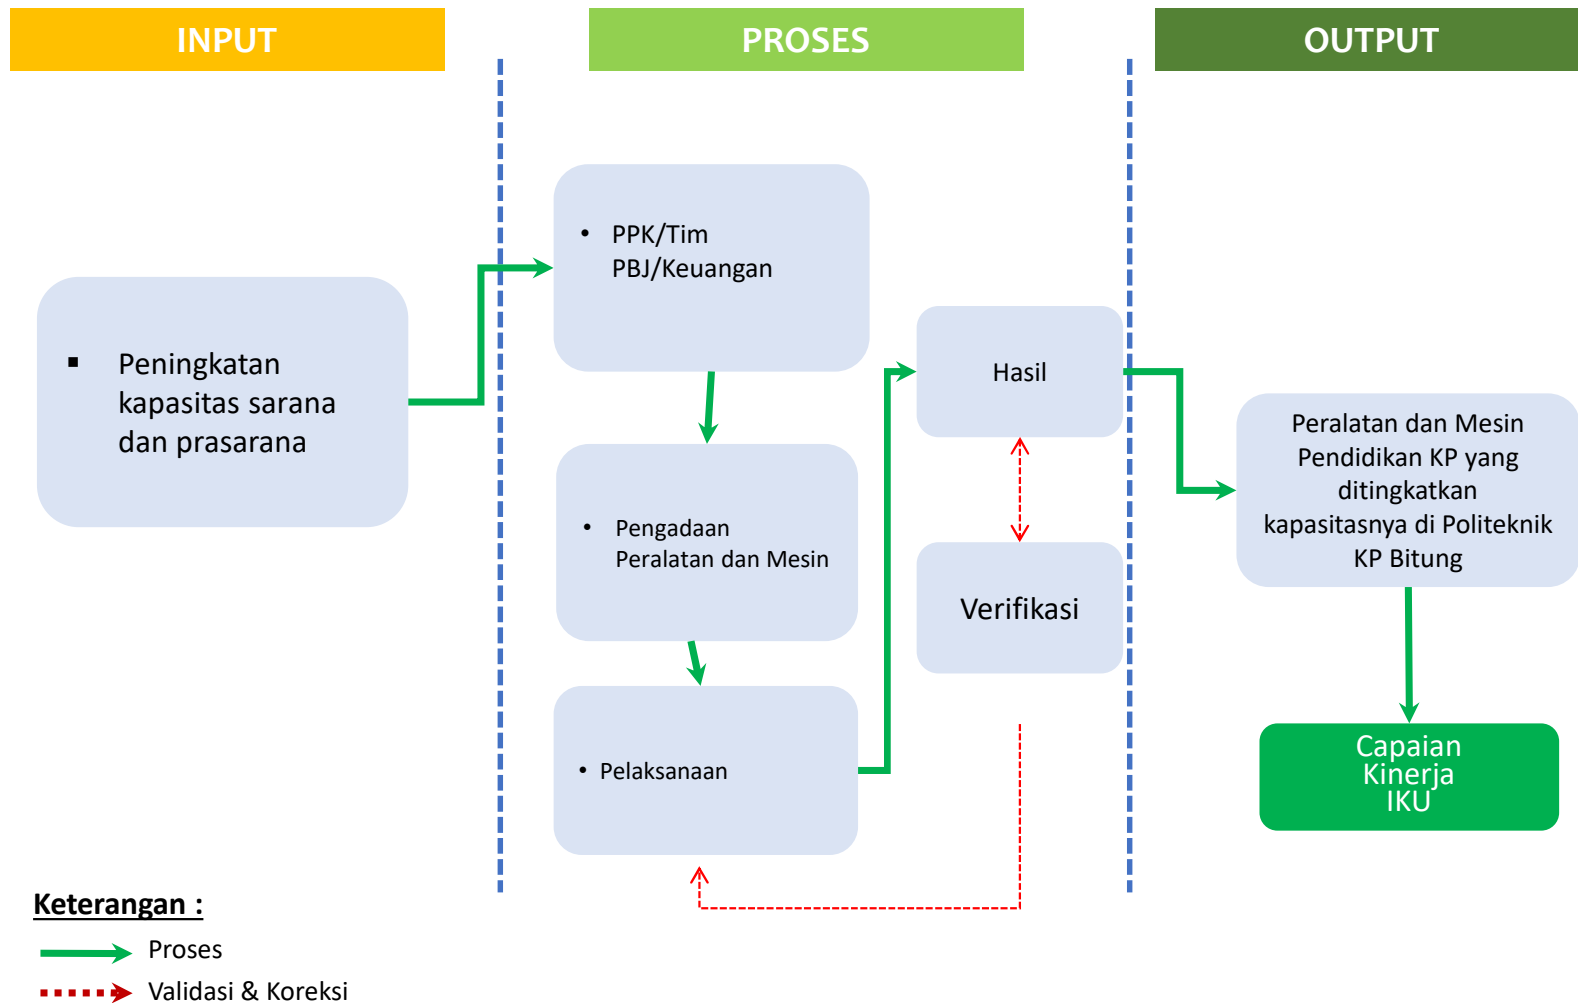 INPUT
PROSES
OUTPUT
▪ Peningkatan
kapasitas sarana
dan prasarana
• PPK/Tim
PBJ/Keuangan
• Pengadaan
Peralatan dan Mesin
• Pelaksanaan
Hasil
Verifikasi
Peralatan dan Mesin
Pendidikan KP yang
ditingkatkan
kapasitasnya di Politeknik
KP Bitung
Capaian
Kinerja
IKU
Keterangan :
Proses
Validasi & Koreksi